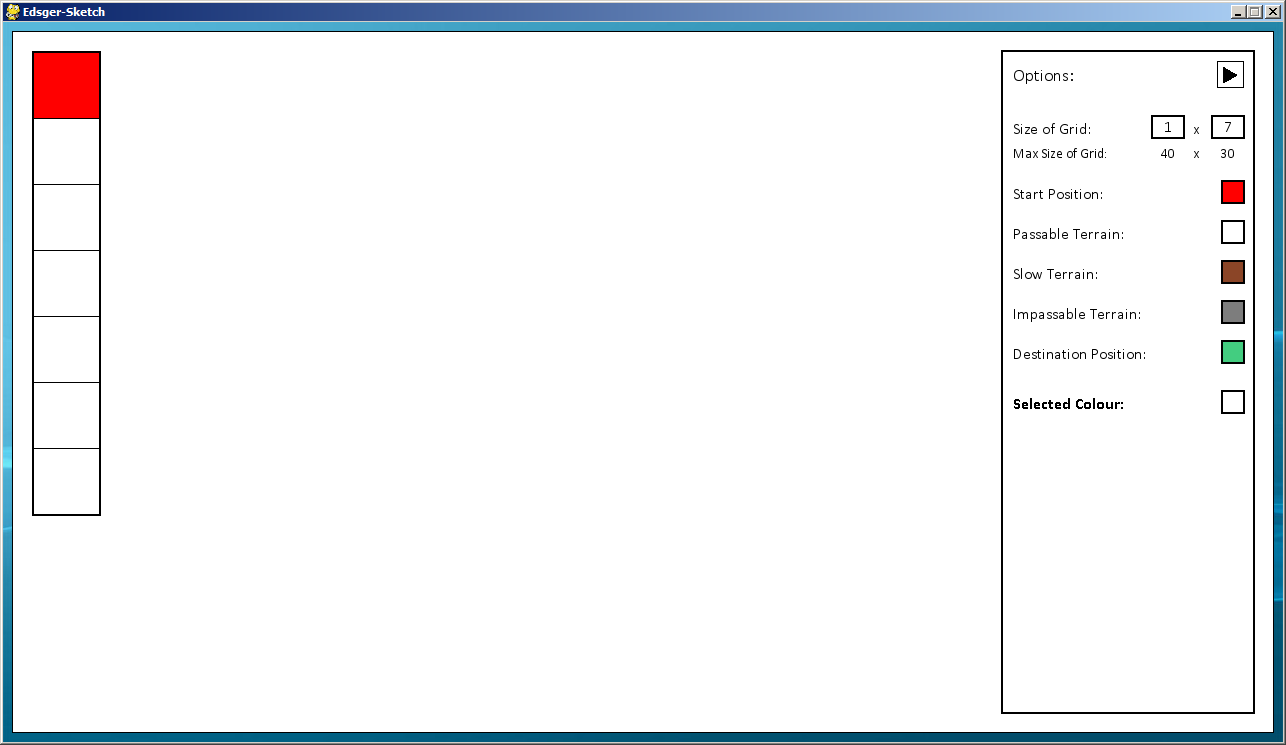 Edsger-Sketch
Options:
Size of Grid: 1 x 7
Max Size of Grid: 40 x 30
Start Position:
Passable Terrain:
Slow Terrain:
Impassable Terrain:
Destination Position:
Selected Colour: